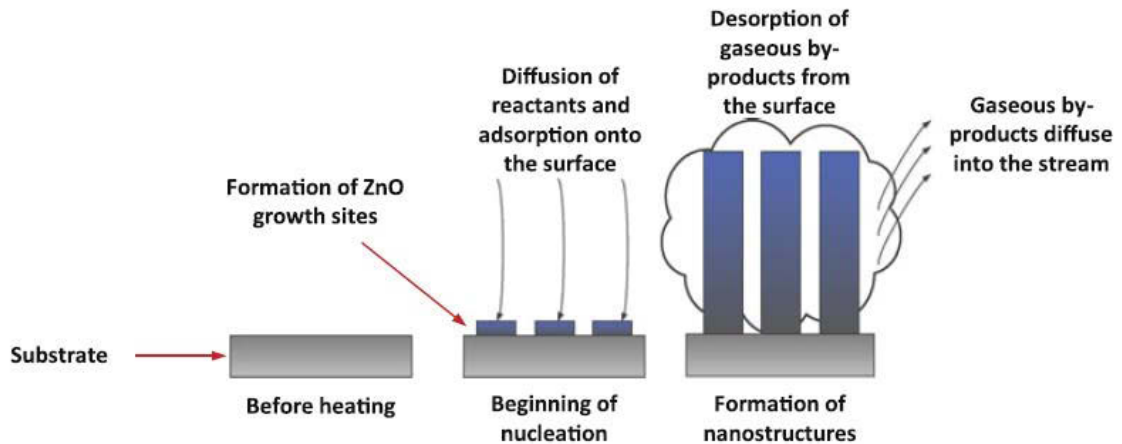 Desorption of
gaseous by-
products from
the surface
Diffusion of
reactants and
adsorption onto
the surface
Gaseous by-
products diffuse
into the stream
Formation of ZnO
growth sites
Substrate
Before heating
Beginning of
nucleation
Formation of
nanostructures